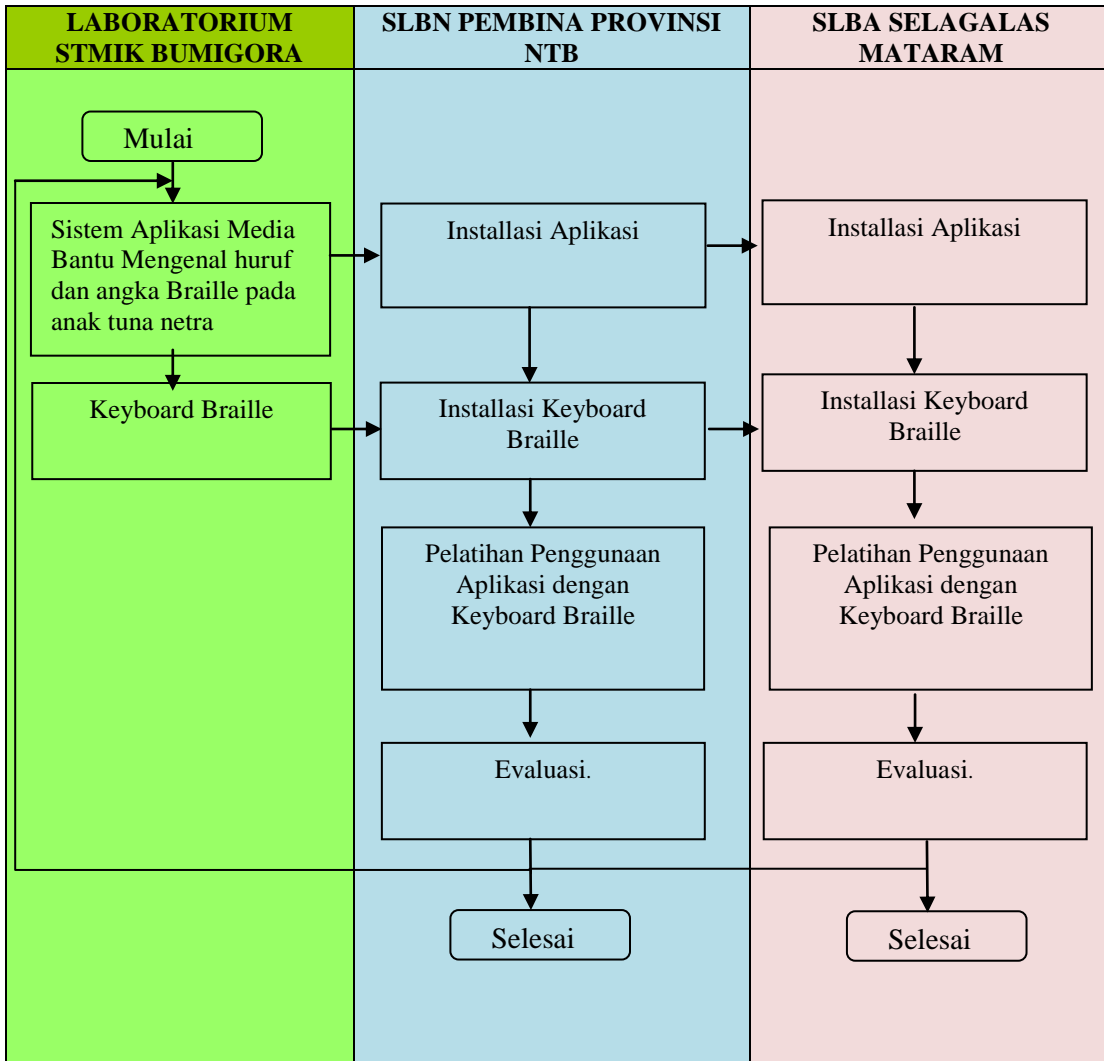 LABORATORIUM
STMIK BUMIGORA
SLBN PEMBINA PROVINSI
NTB
SLBA SELAGALAS
MATARAM
Mulai
Sistem Aplikasi Media
Bantu Mengenal huruf
dan angka Braille pada
anak tuna netra
Installasi Aplikasi
Installasi Aplikasi
Keyboard Braille
Installasi Keyboard
Braille
Installasi Keyboard
Braille
Pelatihan Penggunaan
Aplikasi dengan
Keyboard Braille
Pelatihan Penggunaan
Aplikasi dengan
Keyboard Braille
Evaluasi.
Evaluasi.
Selesai
Selesai